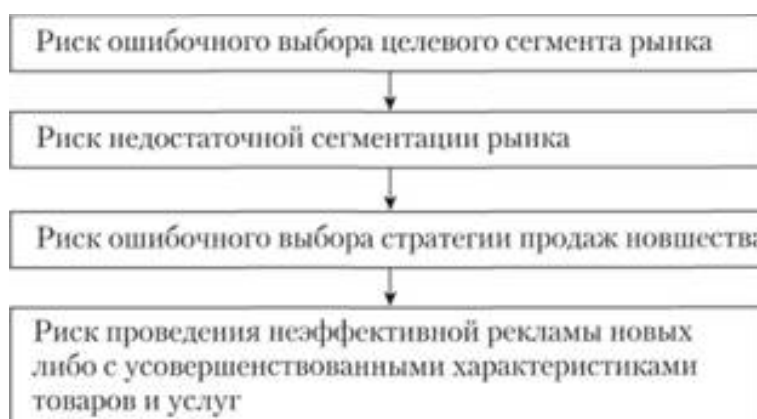 Риск ошибочного выбора целевого сегмента рынка
Риск недостаточной сегментации рынка
Риск ошибочного выбора стратегии продаж новшества
Риск проведения неэффективной рекламы новых
либо с усовершенствованными характеристиками
товаров и услуг